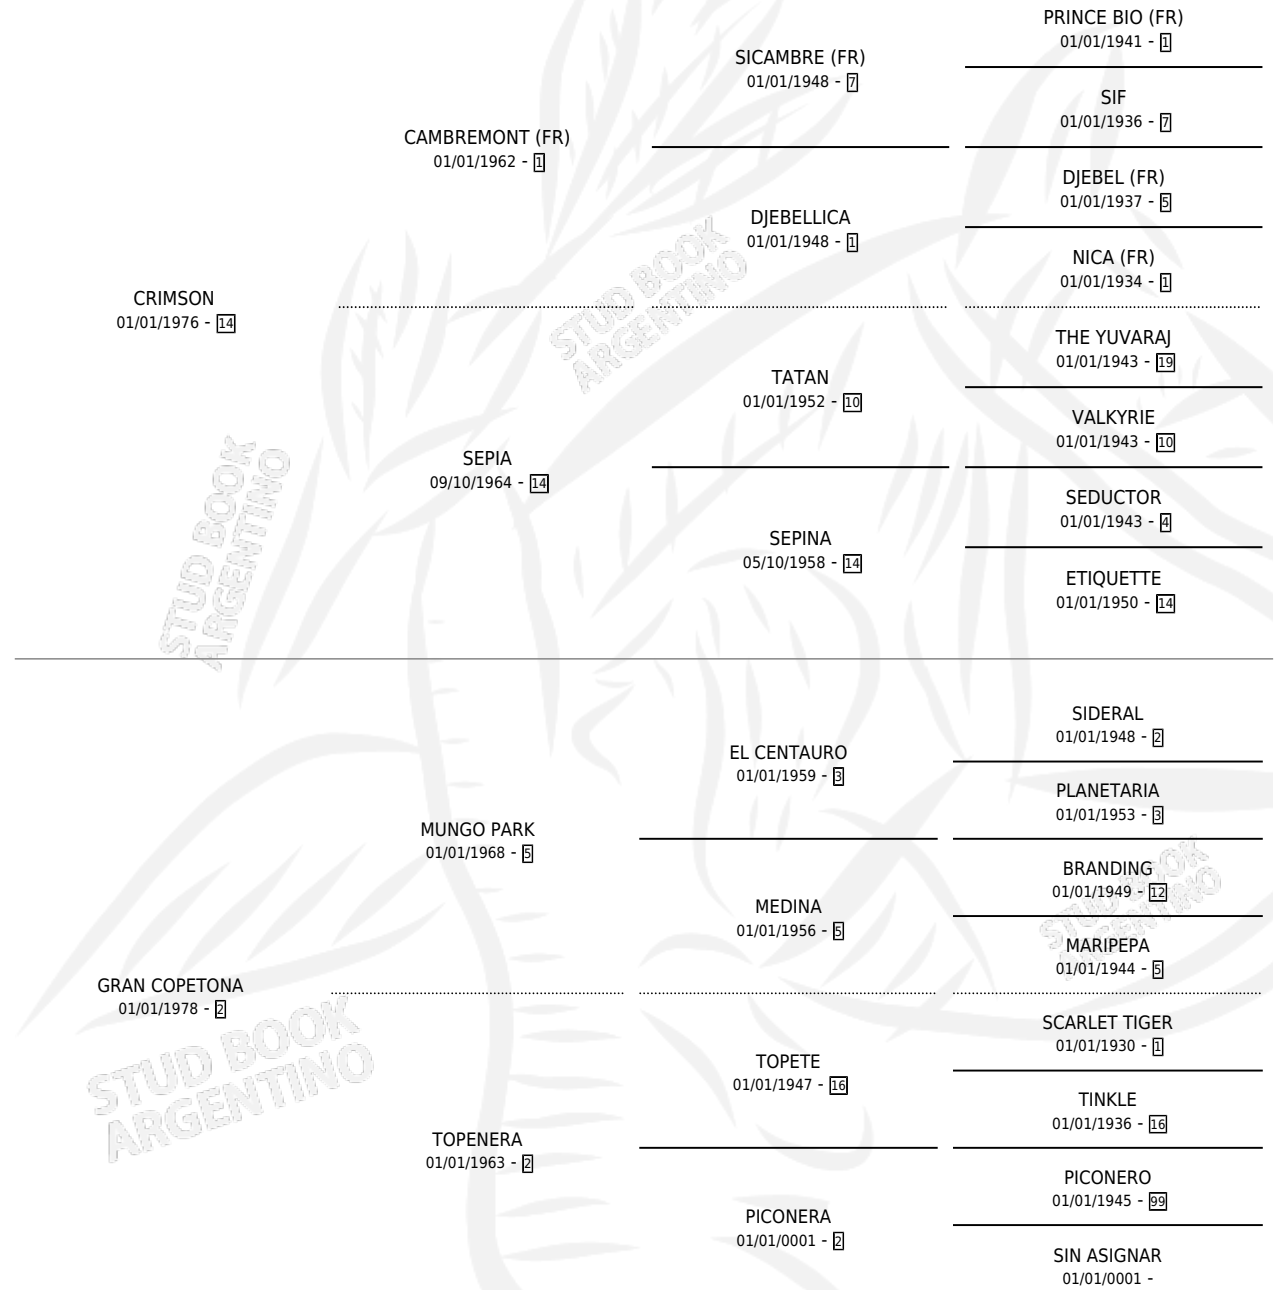 PRINCE BIO (FR)
01/01/1941 - 1
SICAMBRE (FR)
01/01/1948 - 7
SIF
01/01/1936 - 7
CAMBREMONT (FR)
01/01/1962 - 1
DJEBEL (FR)
01/01/1937 - 5
DJEBELLICA
01/01/1948 - 1
NICA (FR)
01/01/1934 - 1
CRIMSON
01/01/1976 - 14
THE YUVARAJ
01/01/1943 - 19
TATAN
01/01/1952 - 10
VALKYRIE
01/01/1943 - 10
SEPIA
09/10/1964 - 14
SEDUCTOR
01/01/1943 - 4
SEPINA
05/10/1958 - 14
ETIQUETTE
01/01/1950 - 14
SIDERAL
01/01/1948 - 2
EL CENTAURO
01/01/1959 - 3
PLANETARIA
01/01/1953 - 3
MUNGO PARK
01/01/1968 - 5
BRANDING
01/01/1949 - 12
MEDINA
01/01/1956 - 5
MARIPEPA
01/01/1944 - 5
GRAN COPETONA
01/01/1978 - 2
SCARLET TIGER
01/01/1930 - 1
TOPETE
01/01/1947 - 16
TINKLE
01/01/1936 - 16
TOPENERA
01/01/1963 - 2
PICONERO
01/01/1945 - 99
PICONERA
01/01/0001 - 2
SIN ASIGNAR
01/01/0001 -
STUD BOOK
ARGENTINO
STUD BOOK
ARGENTINO
STUD BOOK
ARGENTINO
STUD BOOK
ARGENTINO